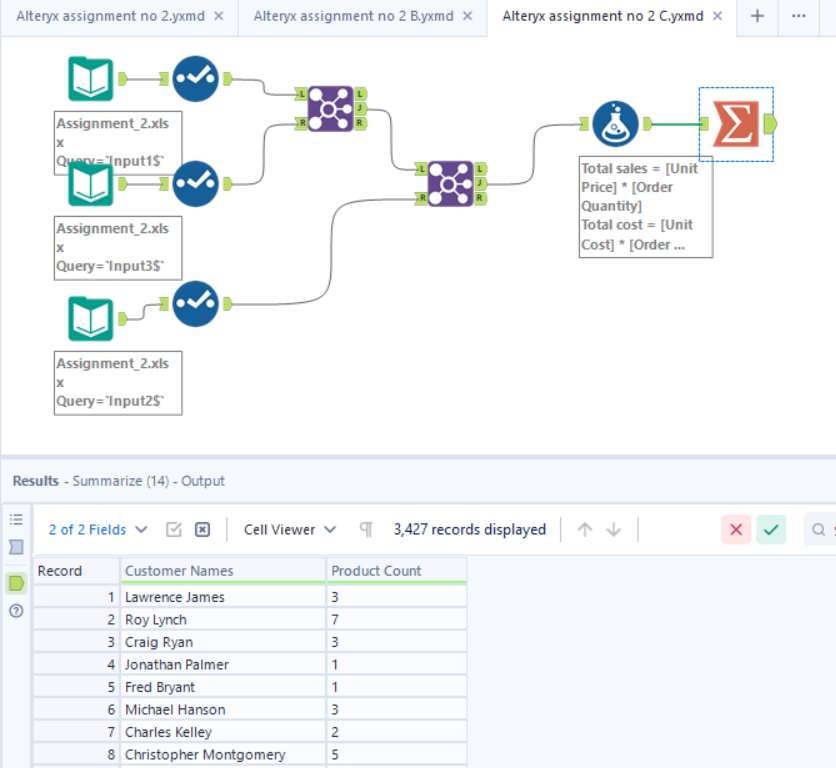 Alteryx assignment no 2.yxmd × Alteryx assignment no 2 B.yxmd × Alteryx assignment no 2 C.yxmd × + ...
L
R
L
J
R
Assignment_2.xls
x
Query=`Input1$`
Assignment_2.xls
x
Query=`Input3$`
L
R
L
J
R
Assignment_2.xls
x
Query=`Input2$`
Total sales = [Unit
Price] * [Order
Quantity]
Total cost = [Unit
Cost] * [Order ...
Σ
Results - Summarize (14) - Output
2 of 2 Fields Cell Viewer 3,427 records displayed
Record Customer Names Product Count
1 Lawrence James 3
2 Roy Lynch 7
3 Craig Ryan 3
4 Jonathan Palmer 1
5 Fred Bryant 1
6 Michael Hanson 3
7 Charles Kelley 2
8 Christopher Montgomery 5